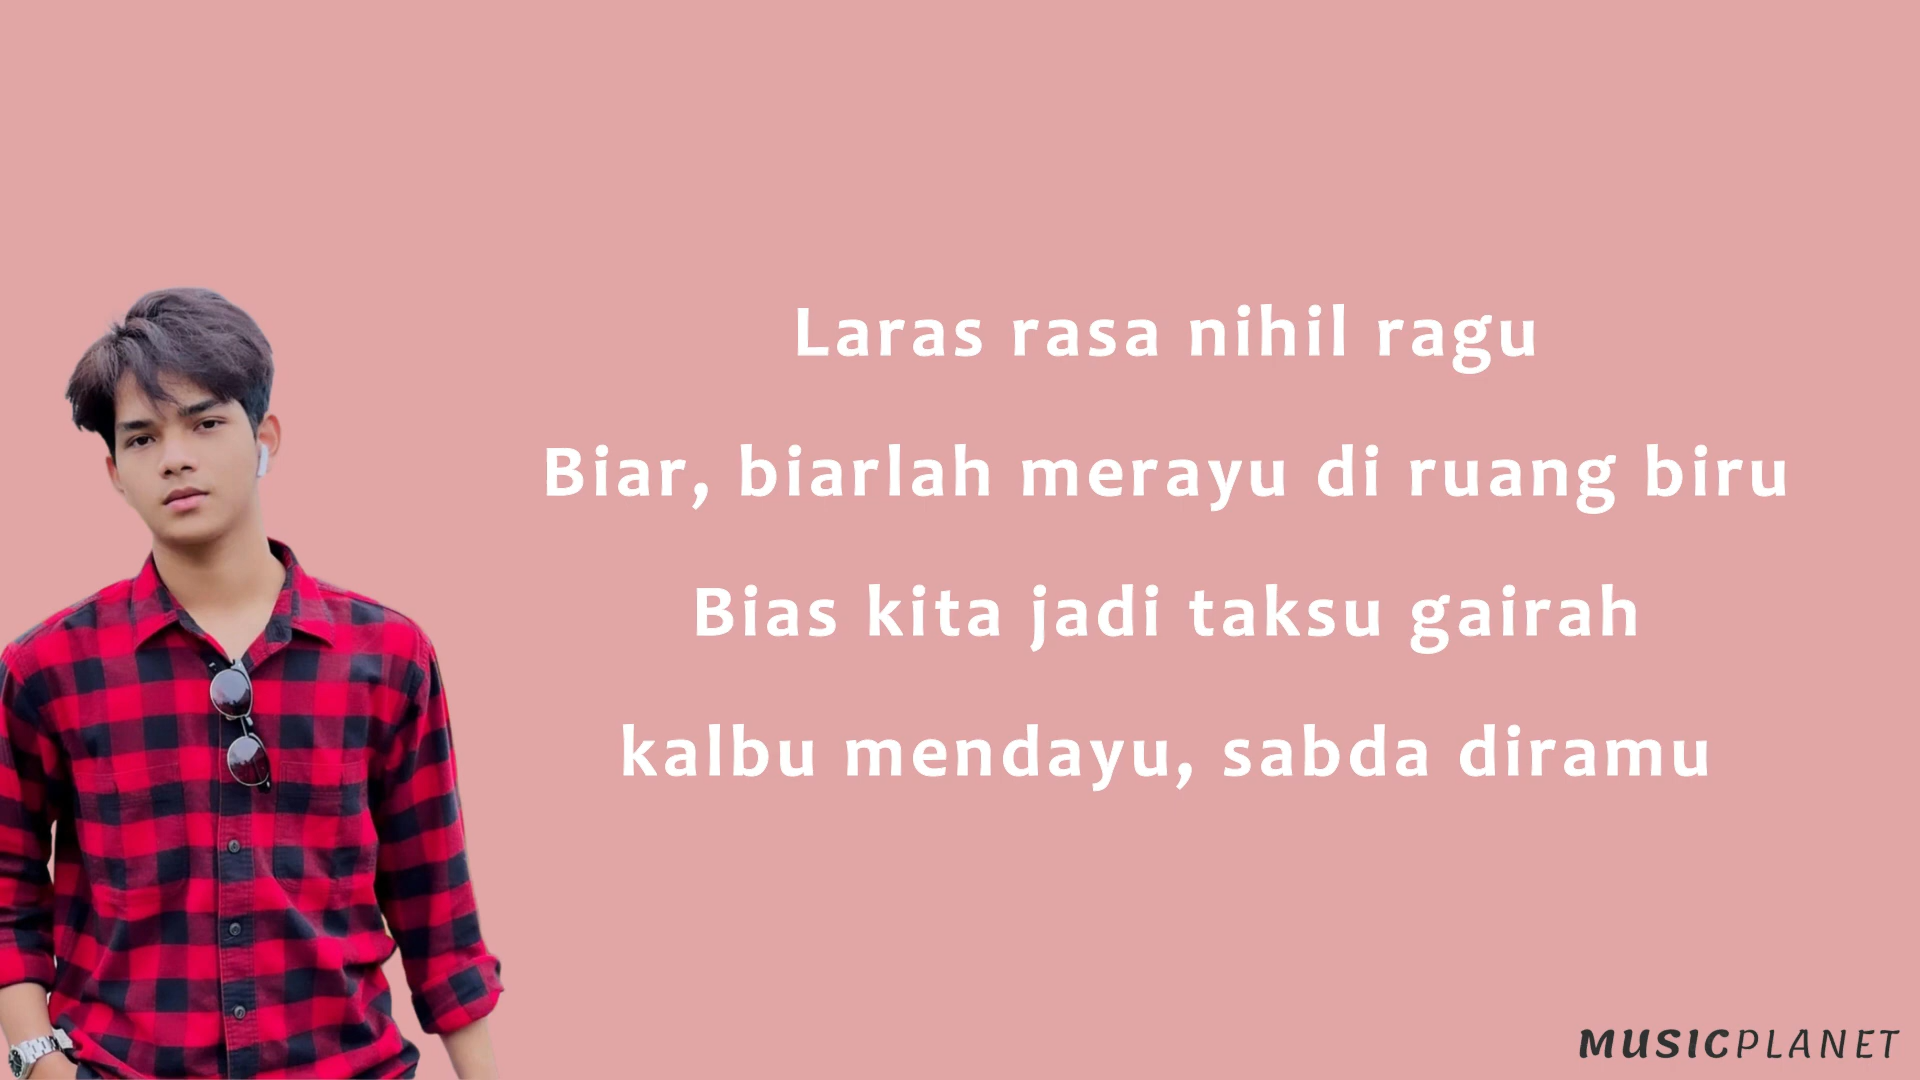 Laras rasa nihil ragu
Biar, biarlah merayu di ruang biru
Bias kita jadi taksu gairah
kalbu mendayu, sabda diramu
MUSICPLANET